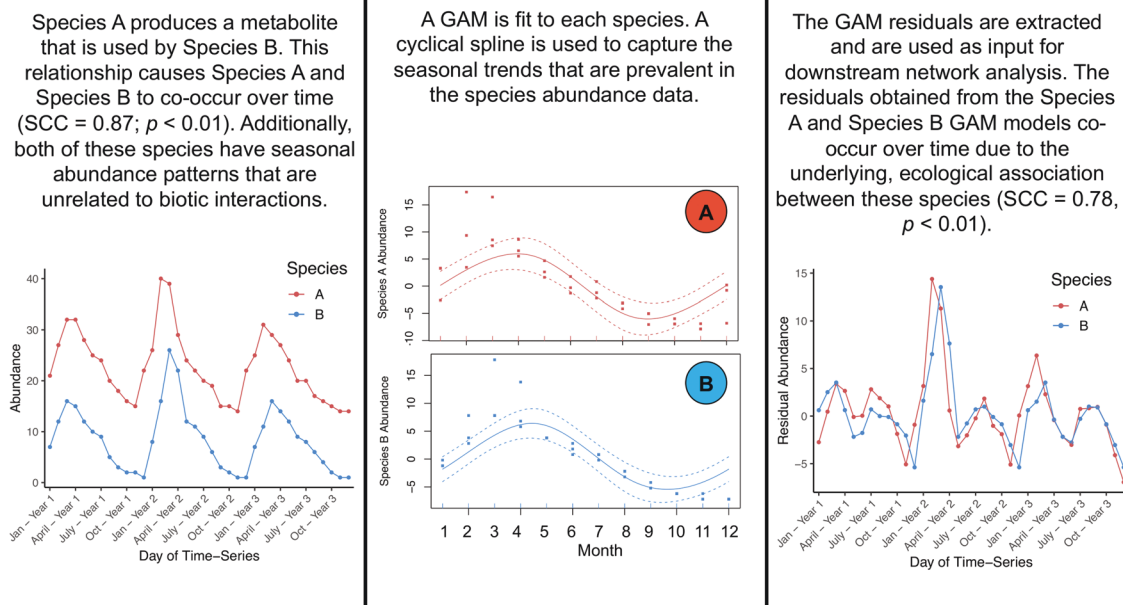 Species A produces a metabolite
that is used by Species B. This
relationship causes Species A and
Species B to co-occur over time
(SCC = 0.87; p < 0.01). Additionally,
both of these species have seasonal
abundance patterns that are
unrelated to biotic interactions.
Species
A
B
Abundance
40
30
20
10
0
Jan – Year 1
April – Year 1
July – Year 1
Oct – Year 1
Jan – Year 2
April – Year 2
July – Year 2
Oct – Year 2
Jan – Year 3
April – Year 3
July – Year 3
Oct – Year 3
Day of Time–Series
A GAM is fit to each species. A
cyclical spline is used to capture the
seasonal trends that are prevalent in
the species abundance data.
Species A Abundance
15
10
5
0
-5
-10
A
Species B Abundance
15
10
5
0
-5
B
1 2 3 4 5 6 7 8 9 10 11 12
Month
The GAM residuals are extracted
and are used as input for
downstream network analysis. The
residuals obtained from the Species
A and Species B GAM models co-
occur over time due to the
underlying, ecological association
between these species (SCC = 0.78,
p < 0.01).
Species
A
B
Residual Abundance
15
10
5
0
−5
Jan – Year 1
April – Year 1
July – Year 1
Oct – Year 1
Jan – Year 2
April – Year 2
July – Year 2
Oct – Year 2
Jan – Year 3
April – Year 3
July – Year 3
Oct – Year 3
Day of Time–Series